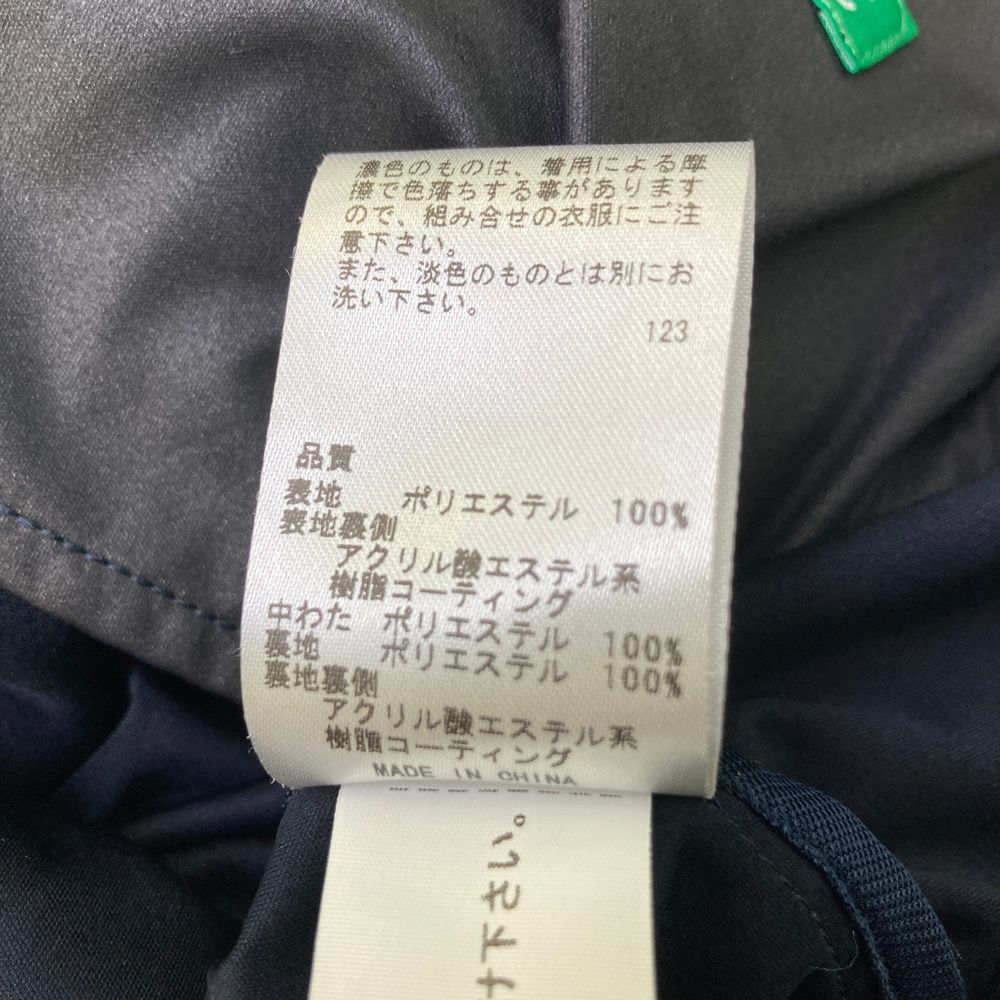 濃色のものは、着用による摩
擦で色落ちする事があります
ので、組み合せの衣服にご注
意下さい。
また、淡色のものとは別にお
洗い下さい。
123
品質
表地 ポリエステル 100%
表地裏側
アクリル酸エステル系
樹脂コーティング
中わた ポリエステル 100%
裏地 ポリエステル 100%
裏地裏側
アクリル酸エステル系
樹脂コーティング
MADE IN CHINA
け下さい。